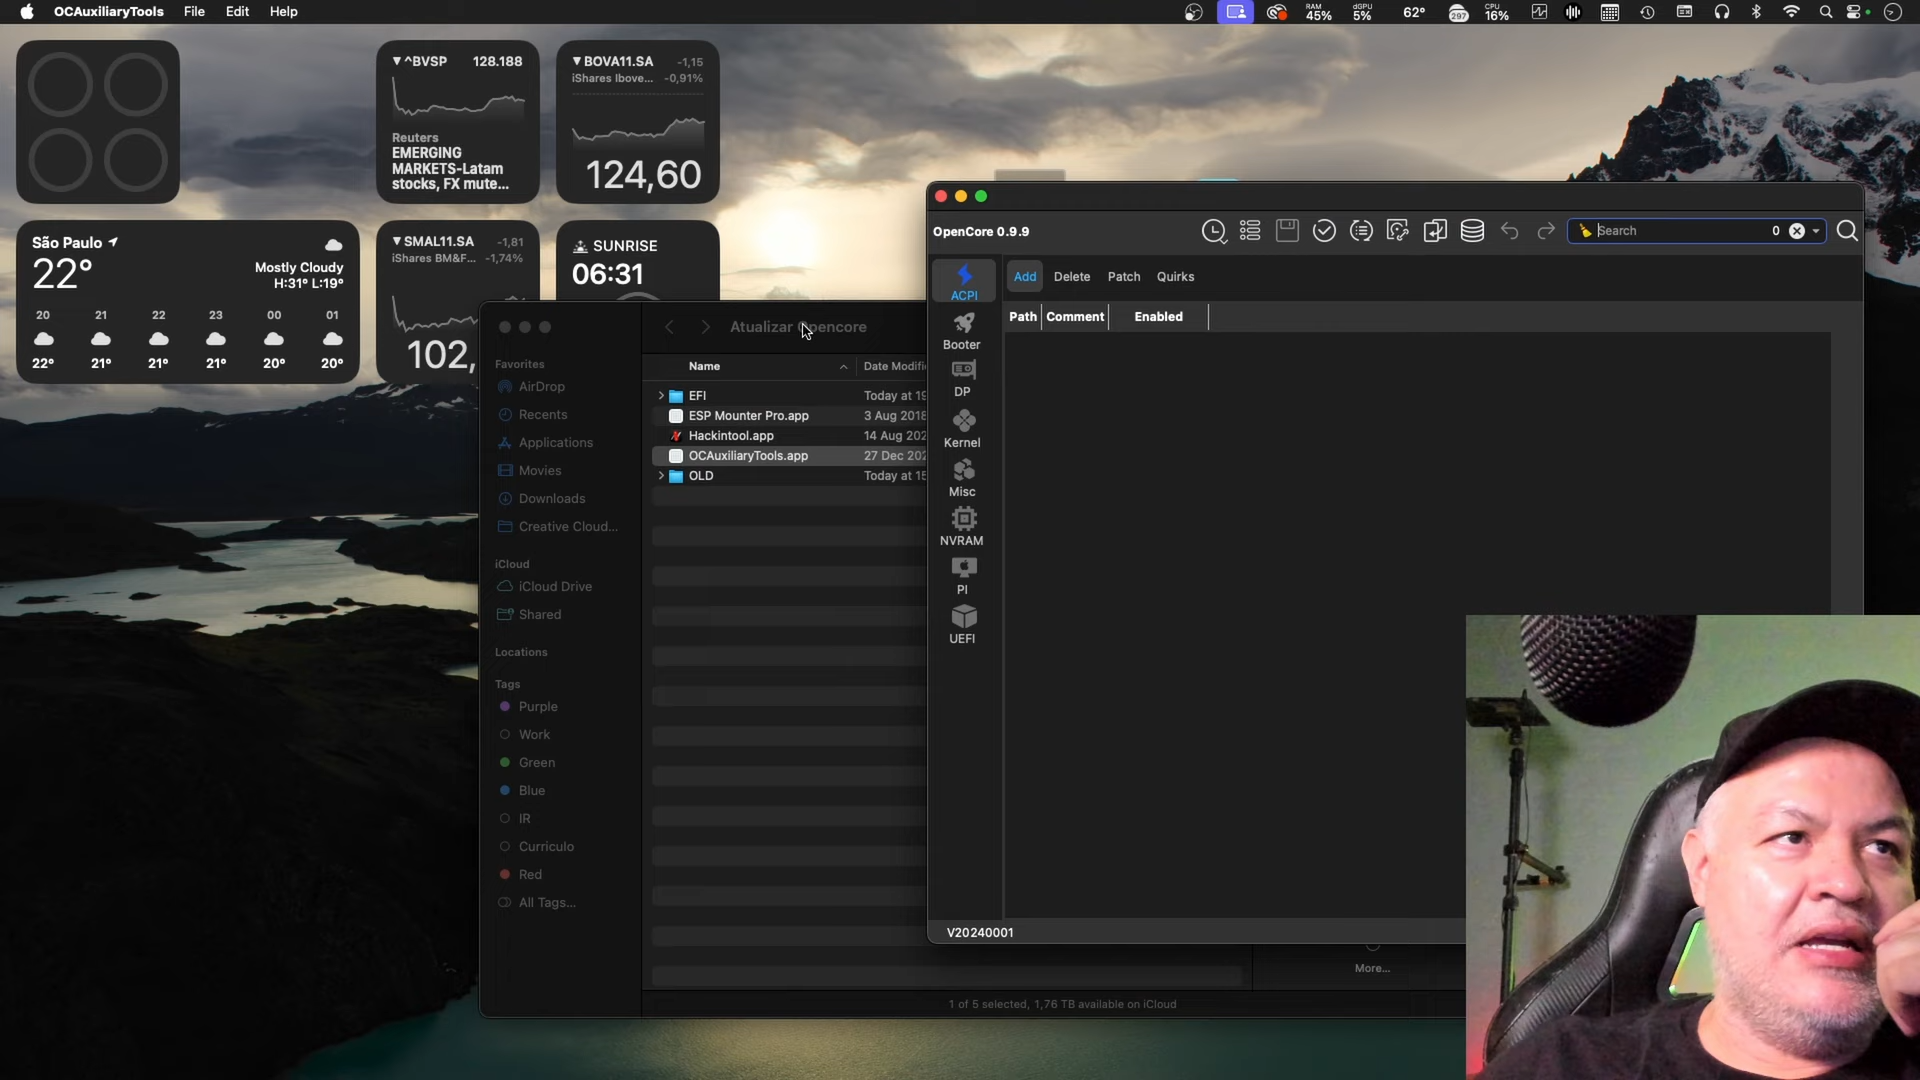 OCAuxiliaryTools File Edit Help
RAM 45% dGPU 5% 62° 297 CPU 16%
▼ ^BVSP 128.188
Reuters
EMERGING
MARKETS-Latam
stocks, FX mute...
▼ BOVA11.SA -1,15
iShares Ibove... -0,91%
124,60
São Paulo
22°
Mostly Cloudy
H:31° L:19°
20 21 22 23 00 01
22° 21° 21° 21° 20° 20°
▼ SMAL11.SA -1,81
iShares BM&F... -1,74%
102,
SUNRISE
06:31
Atualizar Opencore
Favorites
AirDrop
Recents
Applications
Movies
Downloads
Creative Cloud...
iCloud
iCloud Drive
Shared
Locations
Tags
Purple
Work
Green
Blue
IR
Curriculo
Red
All Tags...
Name Date Modifi
EFI Today at 19
ESP Mounter Pro.app 3 Aug 2018
Hackintool.app 14 Aug 202
OCAuxiliaryTools.app 27 Dec 202
OLD Today at 15
More...
1 of 5 selected, 1,76 TB available on iCloud
OpenCore 0.9.9
Search 0
ACPI
Booter
DP
Kernel
Misc
NVRAM
PI
UEFI
Add Delete Patch Quirks
Path Comment Enabled
V20240001